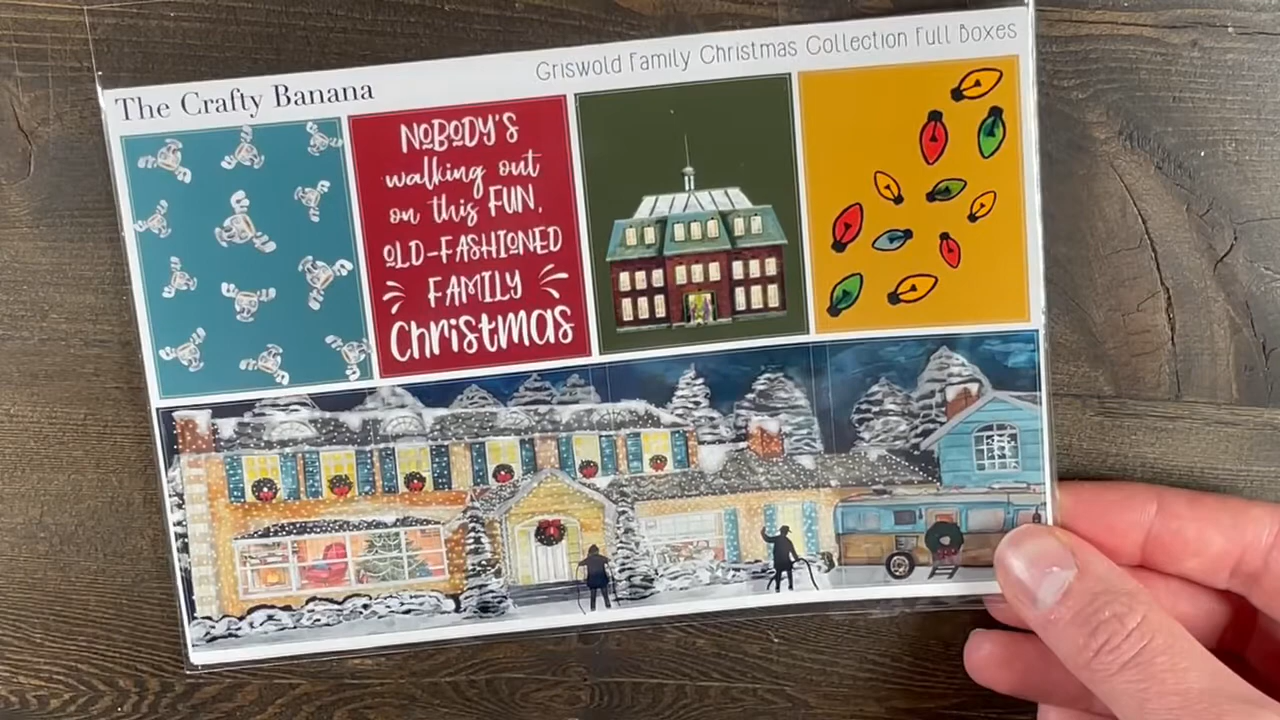 The Crafty Banana
Griswold Family Christmas Collection Full Boxes
NOBODY'S
walking out
on this FUN,
OLD-FASHIONED
FAMILY
Christmas